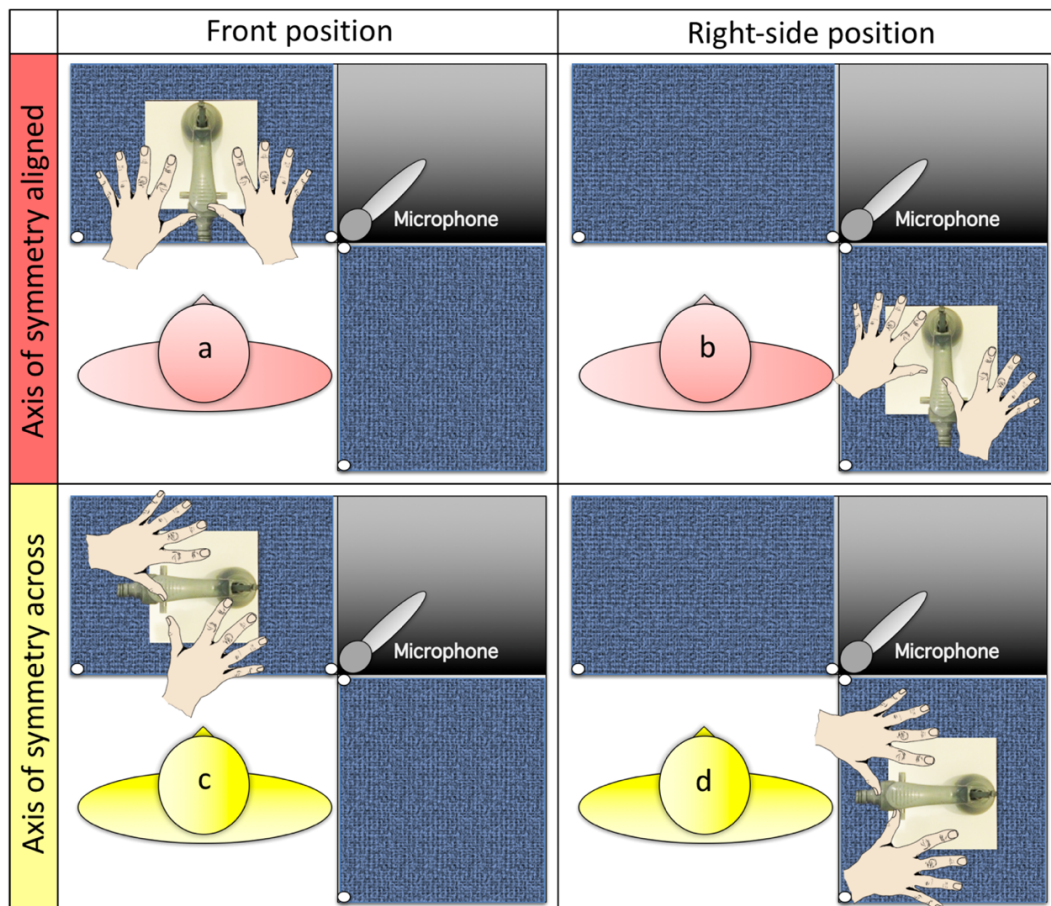 Front position
Right-side position
Axis of symmetry aligned
Microphone
a
Microphone
b
Axis of symmetry across
Microphone
c
Microphone
d